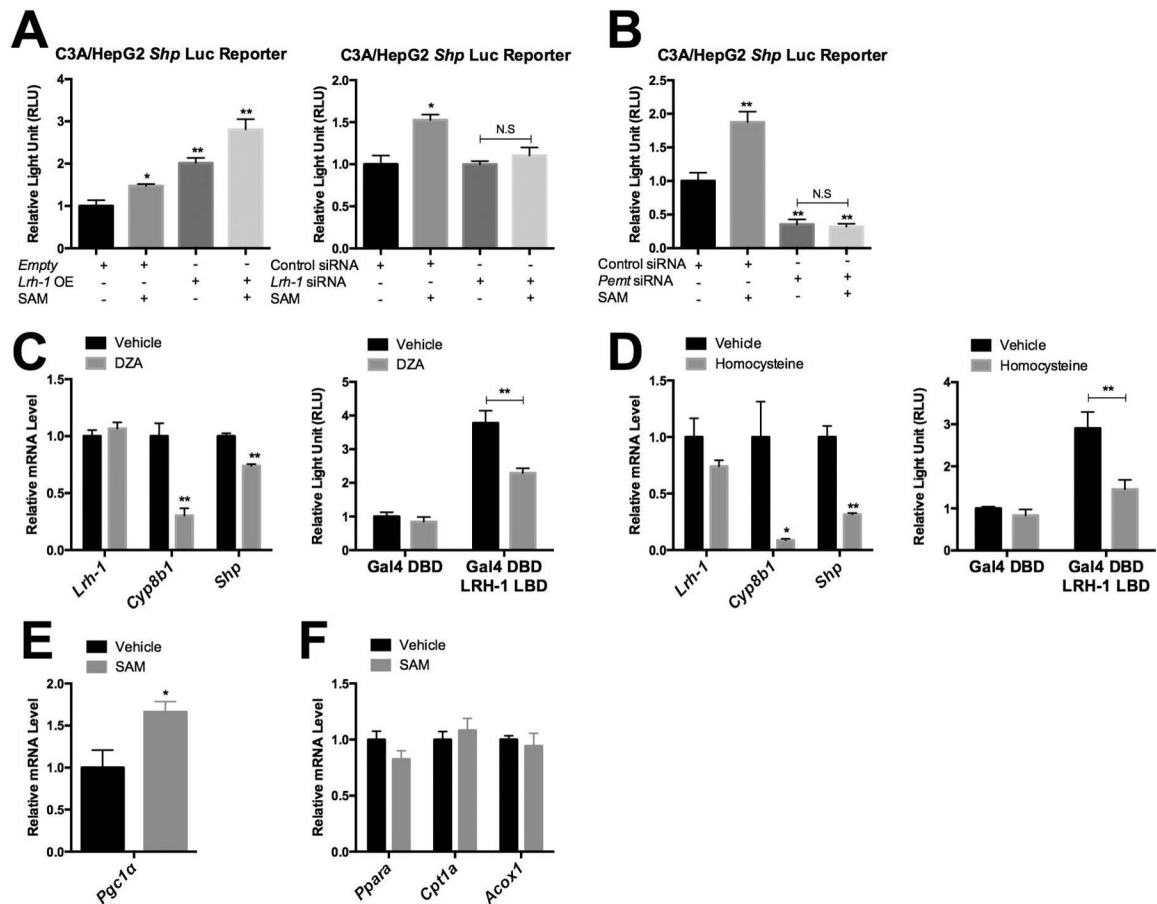 A
C3A/HepG2 Shp Luc Reporter
Relative Light Unit (RLU)
4
3
2
1
0
**
**
*
Empty + + - -
Lrh-1 OE - - + +
SAM - + - +
C3A/HepG2 Shp Luc Reporter
Relative Light Unit (RLU)
2.0
1.5
1.0
0.5
0.0
*
N.S
Control siRNA + + - -
Lrh-1 siRNA - - + +
SAM - + - +
B
C3A/HepG2 Shp Luc Reporter
Relative Light Unit (RLU)
2.5
2.0
1.5
1.0
0.5
0.0
**
N.S
** **
Control siRNA + + - -
Pemt siRNA - - + +
SAM - + - +
C
Vehicle
DZA
Relative mRNA Level
1.5
1.0
0.5
0.0
**
**
Lrh-1 Cyp8b1 Shp
Vehicle
DZA
Relative Light Unit (RLU)
5
4
3
2
1
0
**
Gal4 DBD Gal4 DBD
LRH-1 LBD
D
Vehicle
Homocysteine
Relative mRNA Level
1.5
1.0
0.5
0.0
*
**
Lrh-1 Cyp8b1 Shp
Vehicle
Homocysteine
Relative Light Unit (RLU)
4
3
2
1
0
**
Gal4 DBD Gal4 DBD
LRH-1 LBD
E
Vehicle
SAM
Relative mRNA Level
2.0
1.5
1.0
0.5
0.0
*
Pgc1α
F
Vehicle
SAM
Relative mRNA Level
1.5
1.0
0.5
0.0
Ppara Cpt1a Acox1